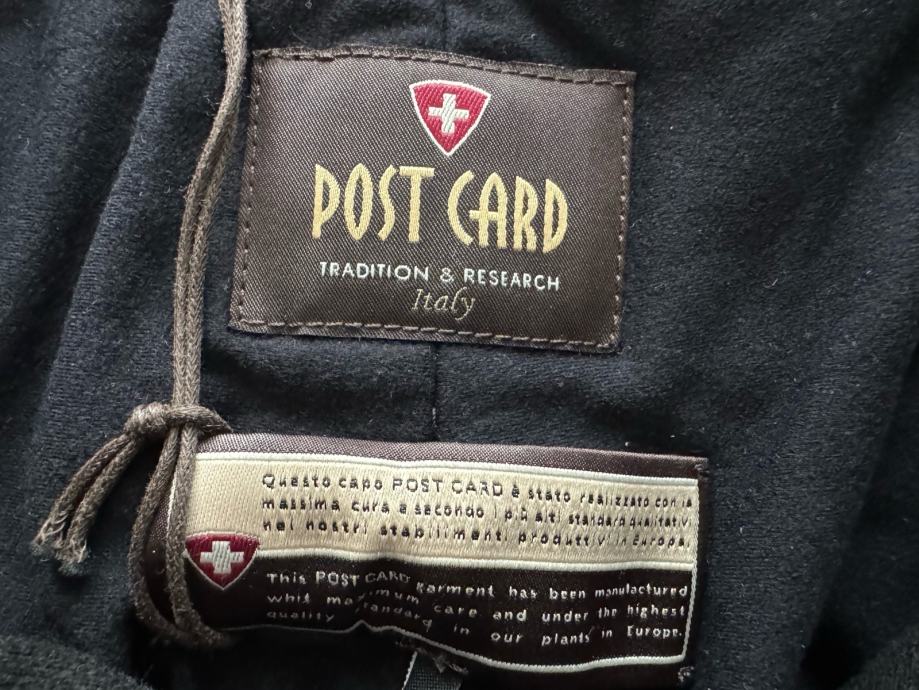 POST CARD
TRADITION & RESEARCH
Italy
Questo capo POST CARD è stato realizzato con la
massima cura e secondo i più alti standard qualitativi
nei nostri stabilimenti produttivi in Europa.
This POST CARD garment has been manufactured
whit maximum care and under the highest
quality standard in our plants in Europe.